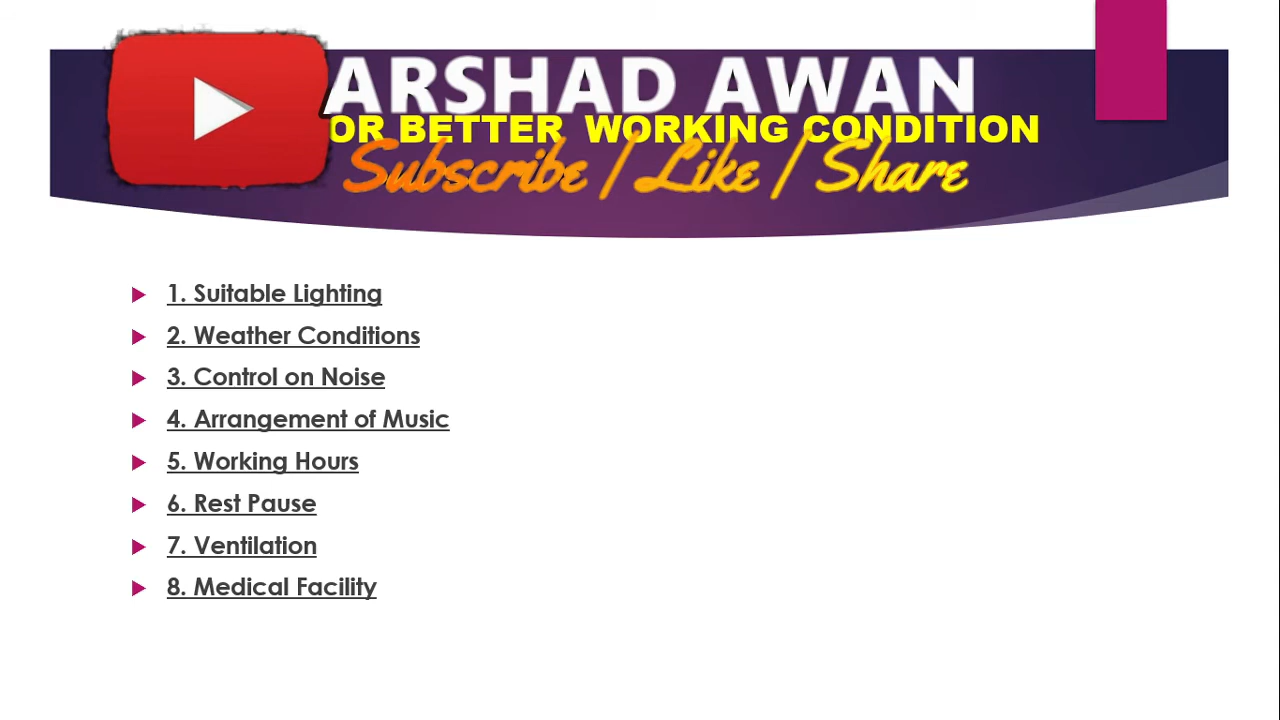 ARSHAD AWAN
OR BETTER WORKING CONDITION
Subscribe / Like / Share
1. Suitable Lighting
2. Weather Conditions
3. Control on Noise
4. Arrangement of Music
5. Working Hours
6. Rest Pause
7. Ventilation
8. Medical Facility